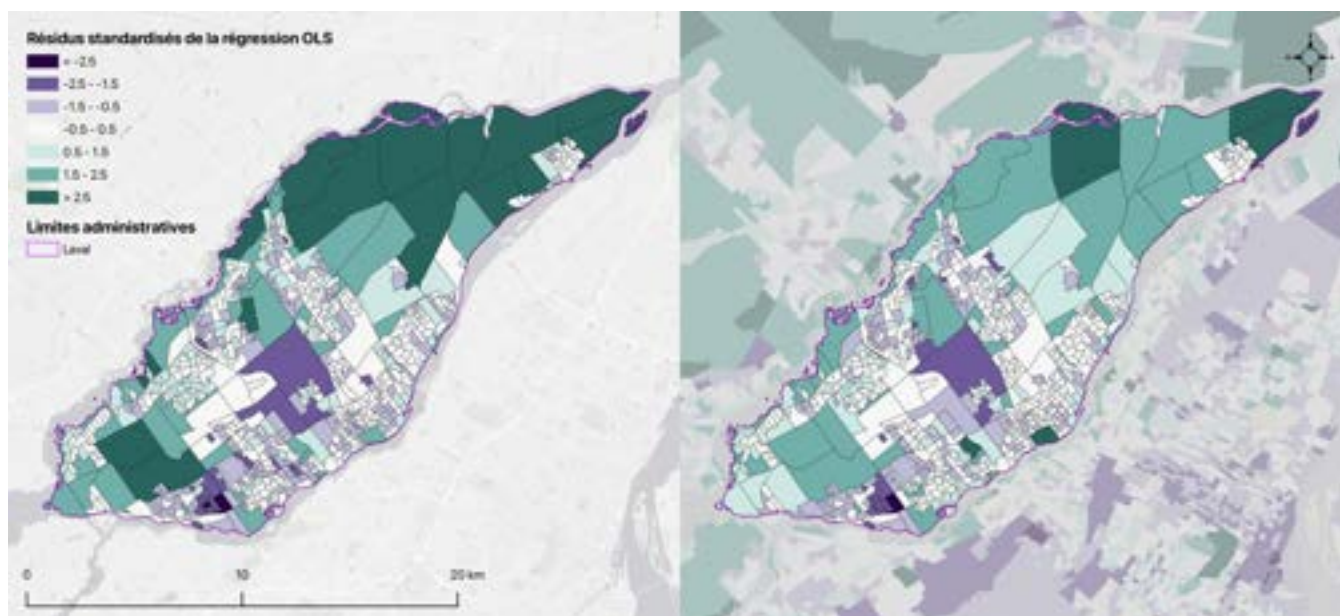 Résidus standardisés de la régression OLS
< -2.5
-2.5 - -1.5
-1.5 - -0.5
-0.5 - 0.5
0.5 - 1.5
1.5 - 2.5
> 2.5
Limites administratives
Laval
0 10 20 km